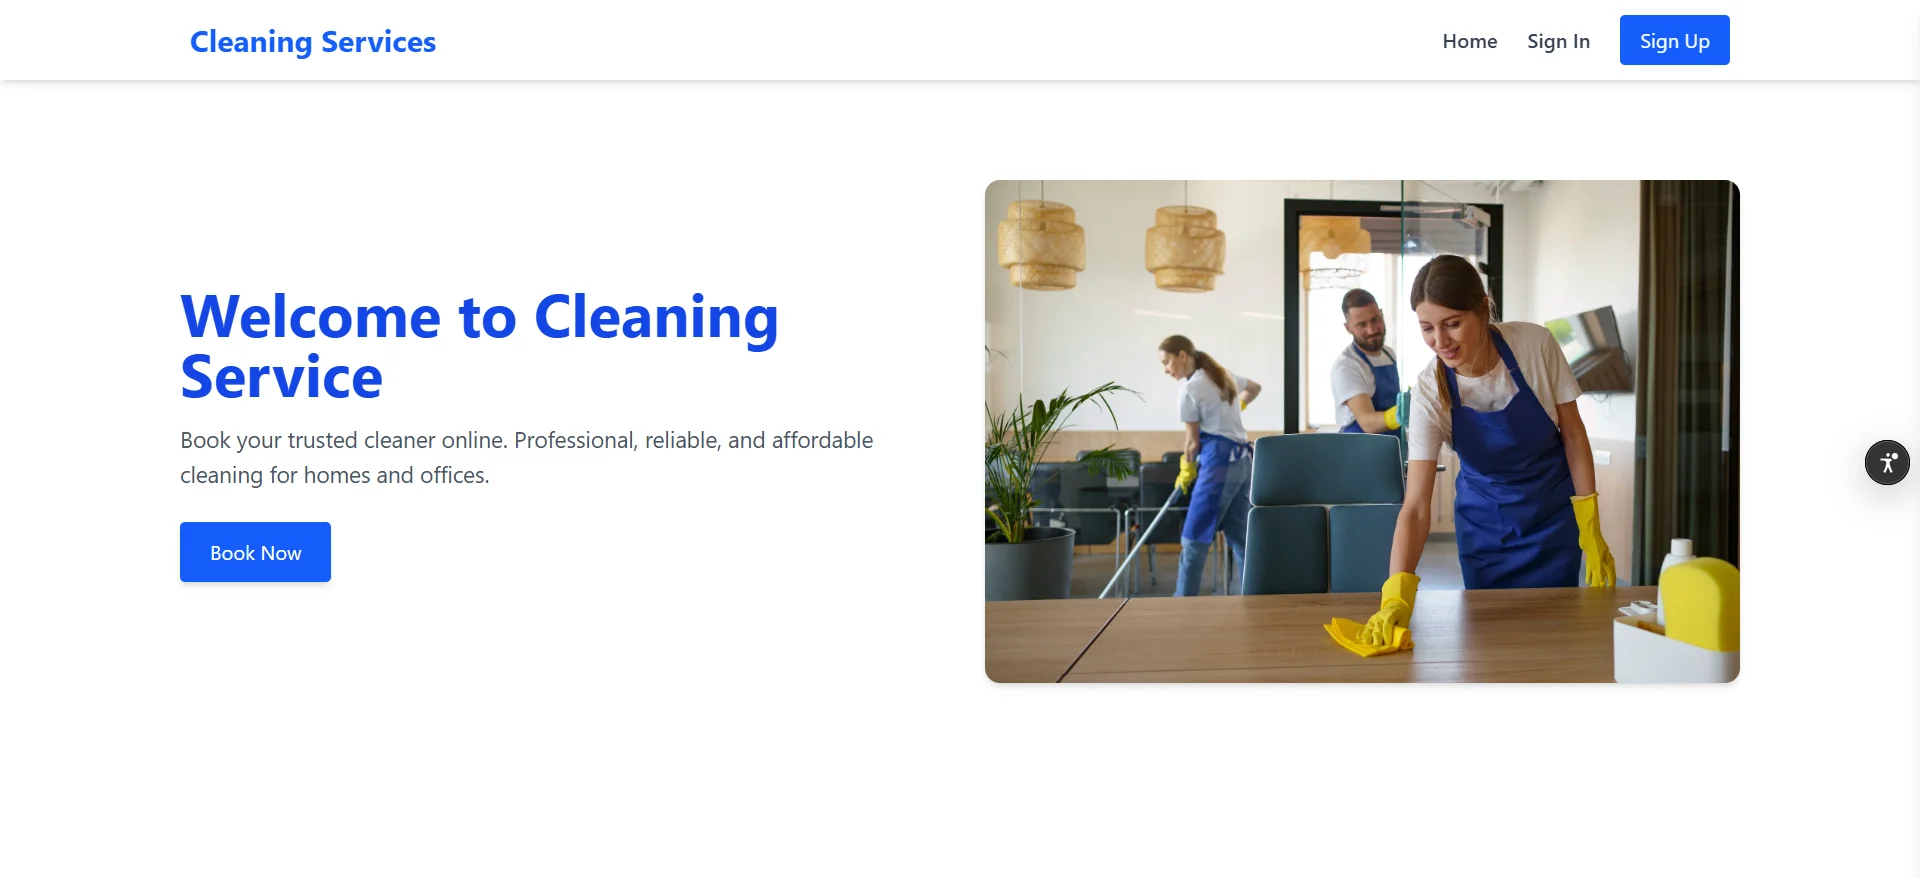 Cleaning Services
Home
Sign In
Sign Up
Welcome to Cleaning
Service
Book your trusted cleaner online. Professional, reliable, and affordable
cleaning for homes and offices.
Book Now